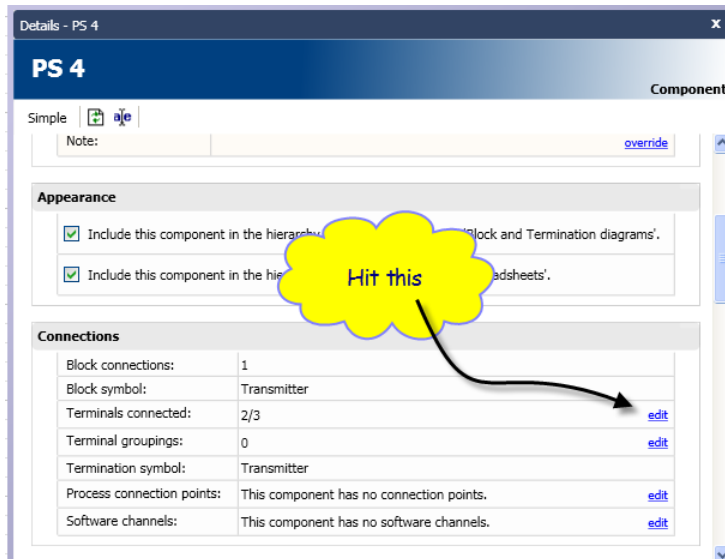 Details - PS 4 x
PS 4
Component
Simple a|e
Note: override
Appearance
Include this component in the hierarchy Block and Termination diagrams'.
Include this component in the adsheets'.
Hit this
Connections
Block connections: 1
Block symbol: Transmitter
Terminals connected: 2/3 edit
Terminal groupings: 0 edit
Termination symbol: Transmitter
Process connection points: This component has no connection points. edit
Software channels: This component has no software channels. edit